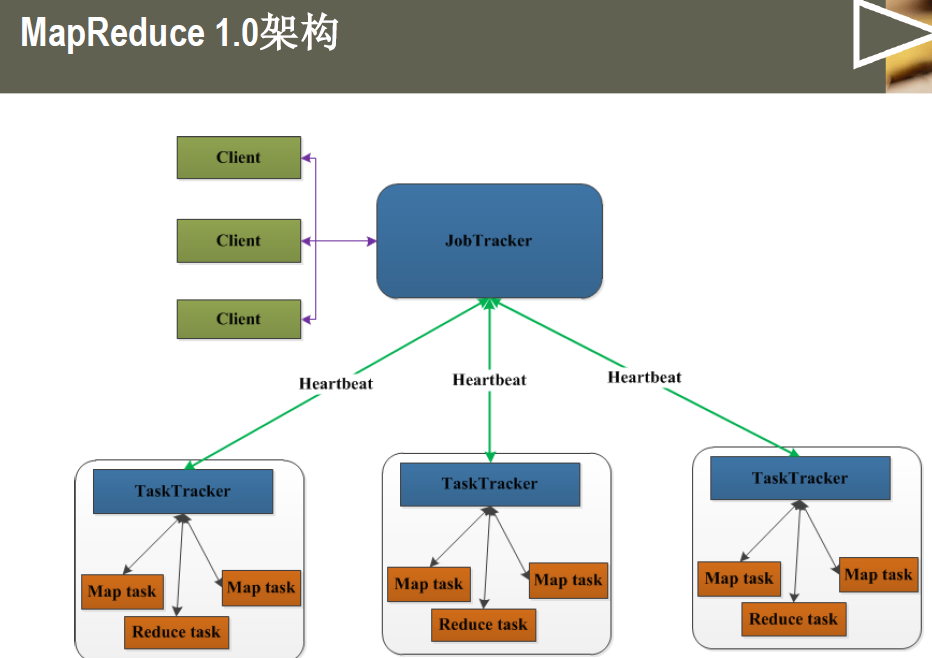 MapReduce 1.0架构
Client
Client
JobTracker
Client
Heartbeat
Heartbeat
Heartbeat
TaskTracker
TaskTracker
TaskTracker
Map task
Map task
Reduce task
Map task
Map task
Reduce task
Map task
Map task
Reduce task